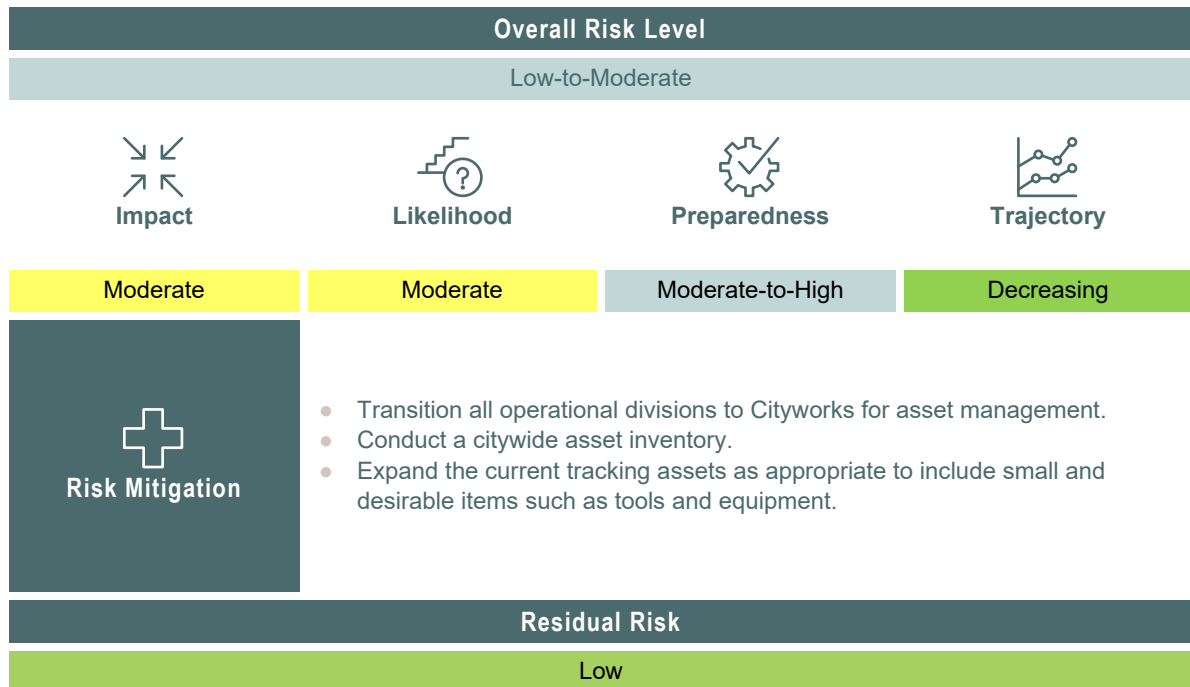 Overall Risk Level
Low-to-Moderate
Impact
Likelihood
Preparedness
Trajectory
Moderate
Moderate
Moderate-to-High
Decreasing
Risk Mitigation
● Transition all operational divisions to Cityworks for asset management.
● Conduct a citywide asset inventory.
● Expand the current tracking assets as appropriate to include small and
desirable items such as tools and equipment.
Residual Risk
Low